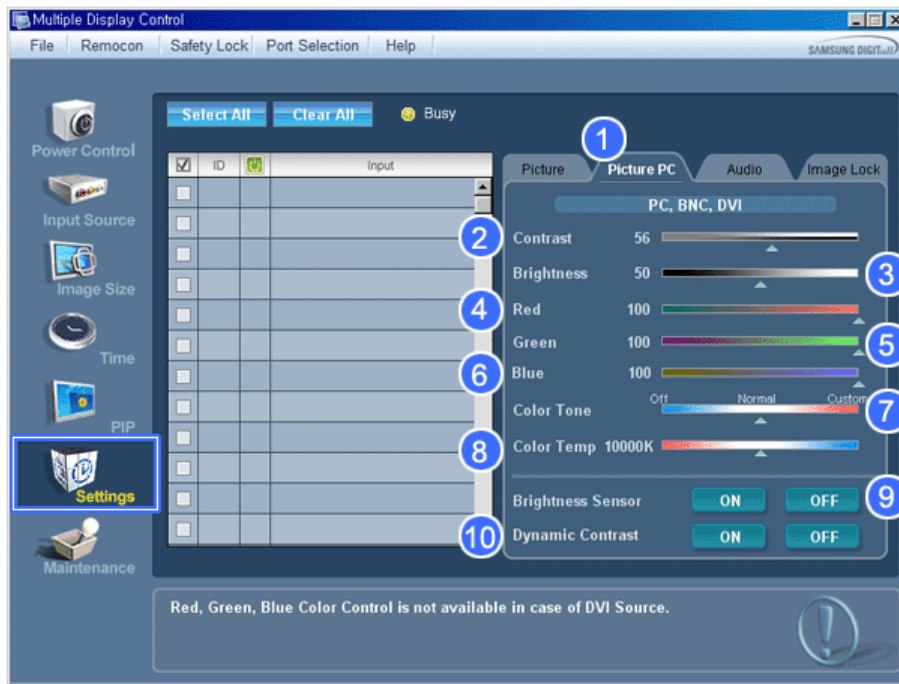 Multiple Display Control
File Remocon Safety Lock Port Selection Help
SAMSUNG DIGITall
Select All Clear All Busy
Power Control
Input Source
Image Size
Time
PIP
Settings
Maintenance
ID Input
1
Picture Picture PC Audio Image Lock
PC, BNC, DVI
2 Contrast 56
Brightness 50 3
4 Red 100
Green 100 5
6 Blue 100
Off Normal Custom
Color Tone 7
8 Color Temp 10000K
Brightness Sensor ON OFF 9
10 Dynamic Contrast ON OFF
Red, Green, Blue Color Control is not available in case of DVI Source.